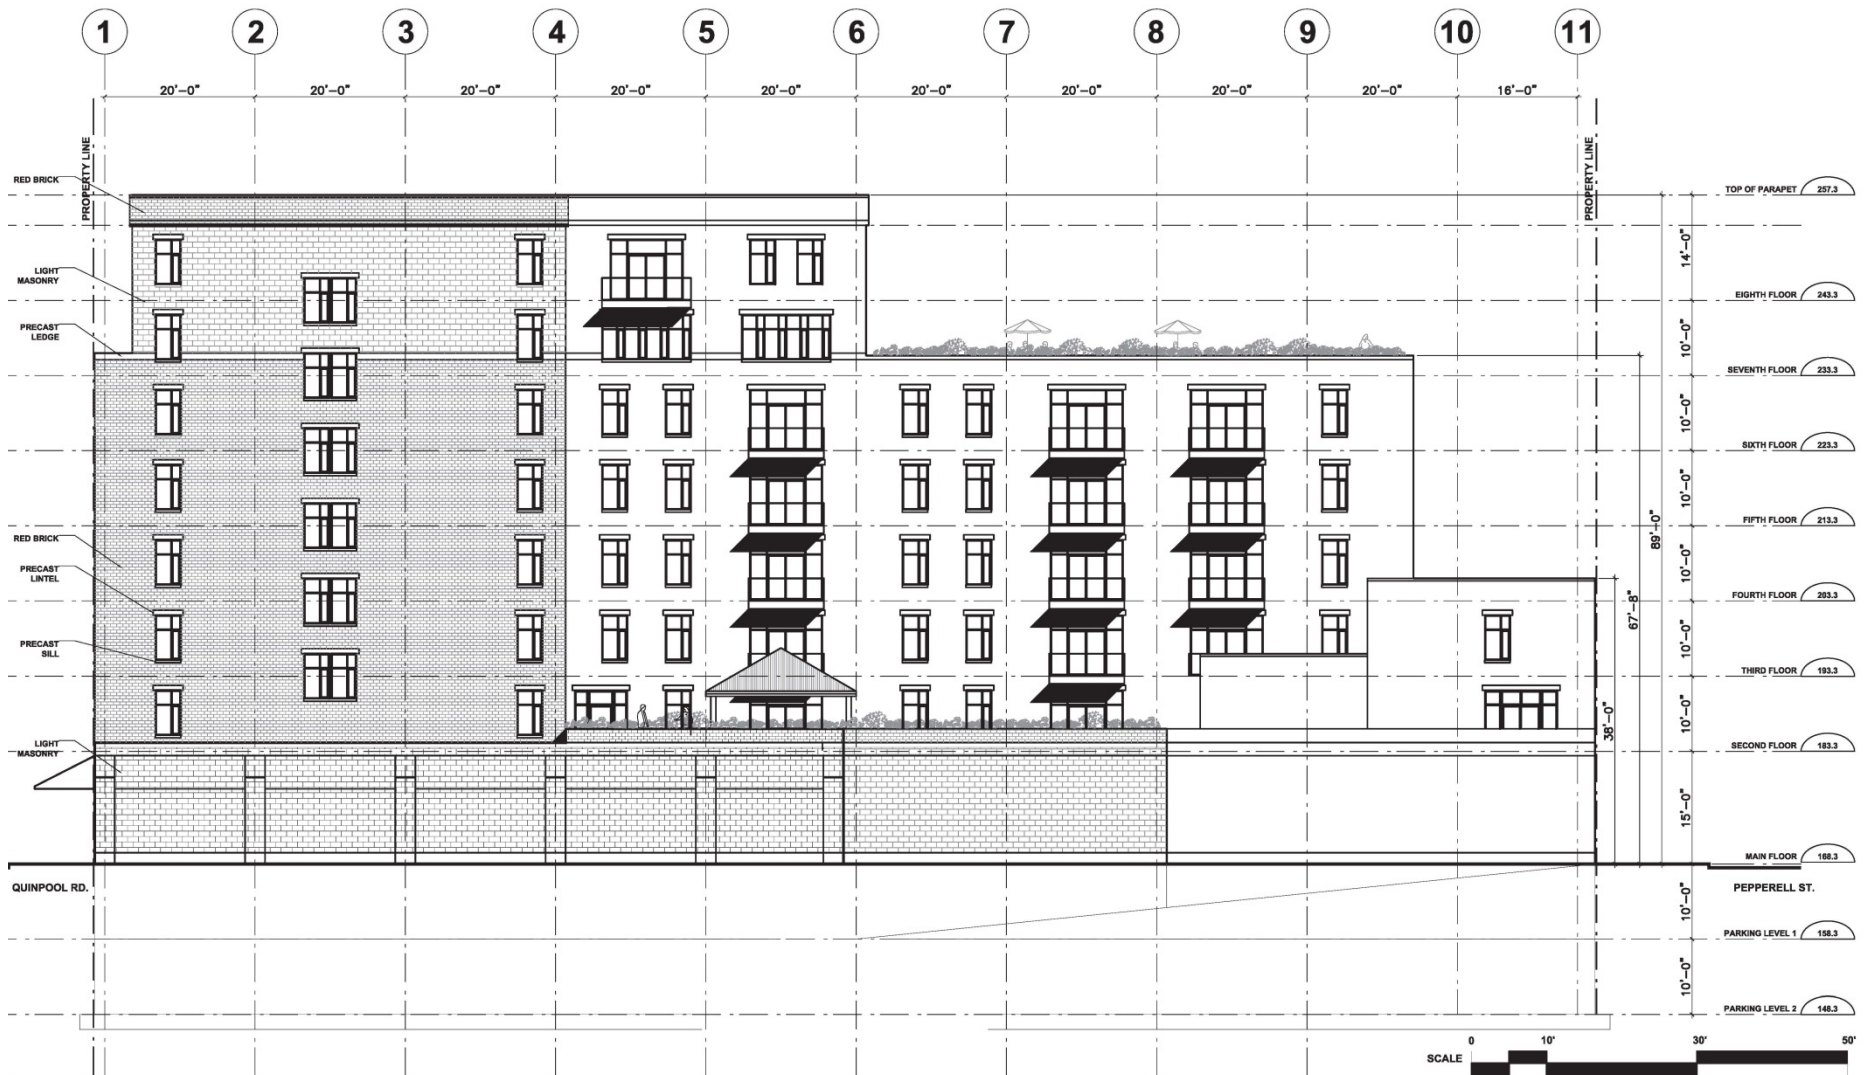 1 2 3 4 5 6 7 8 9 10 11
20'-0" 20'-0" 20'-0" 20'-0" 20'-0" 20'-0" 20'-0" 20'-0" 20'-0" 16'-0"
PROPERTY LINE
PROPERTY LINE
RED BRICK
LIGHT
MASONRY
PRECAST
LEDGE
RED BRICK
PRECAST
LINTEL
PRECAST
SILL
LIGHT
MASONRY
QUINPOOL RD.
TOP OF PARAPET 257.3
14'-0"
EIGHTH FLOOR 243.3
10'-0"
SEVENTH FLOOR 233.3
10'-0"
SIXTH FLOOR 223.3
10'-0"
FIFTH FLOOR 213.3
89'-0"
10'-0"
FOURTH FLOOR 203.3
67'-8"
10'-0"
THIRD FLOOR 193.3
38'-0"
10'-0"
SECOND FLOOR 183.3
15'-0"
MAIN FLOOR 168.3
PEPPERELL ST.
10'-0"
PARKING LEVEL 1 158.3
10'-0"
PARKING LEVEL 2 148.3
SCALE 0 10' 30' 50'